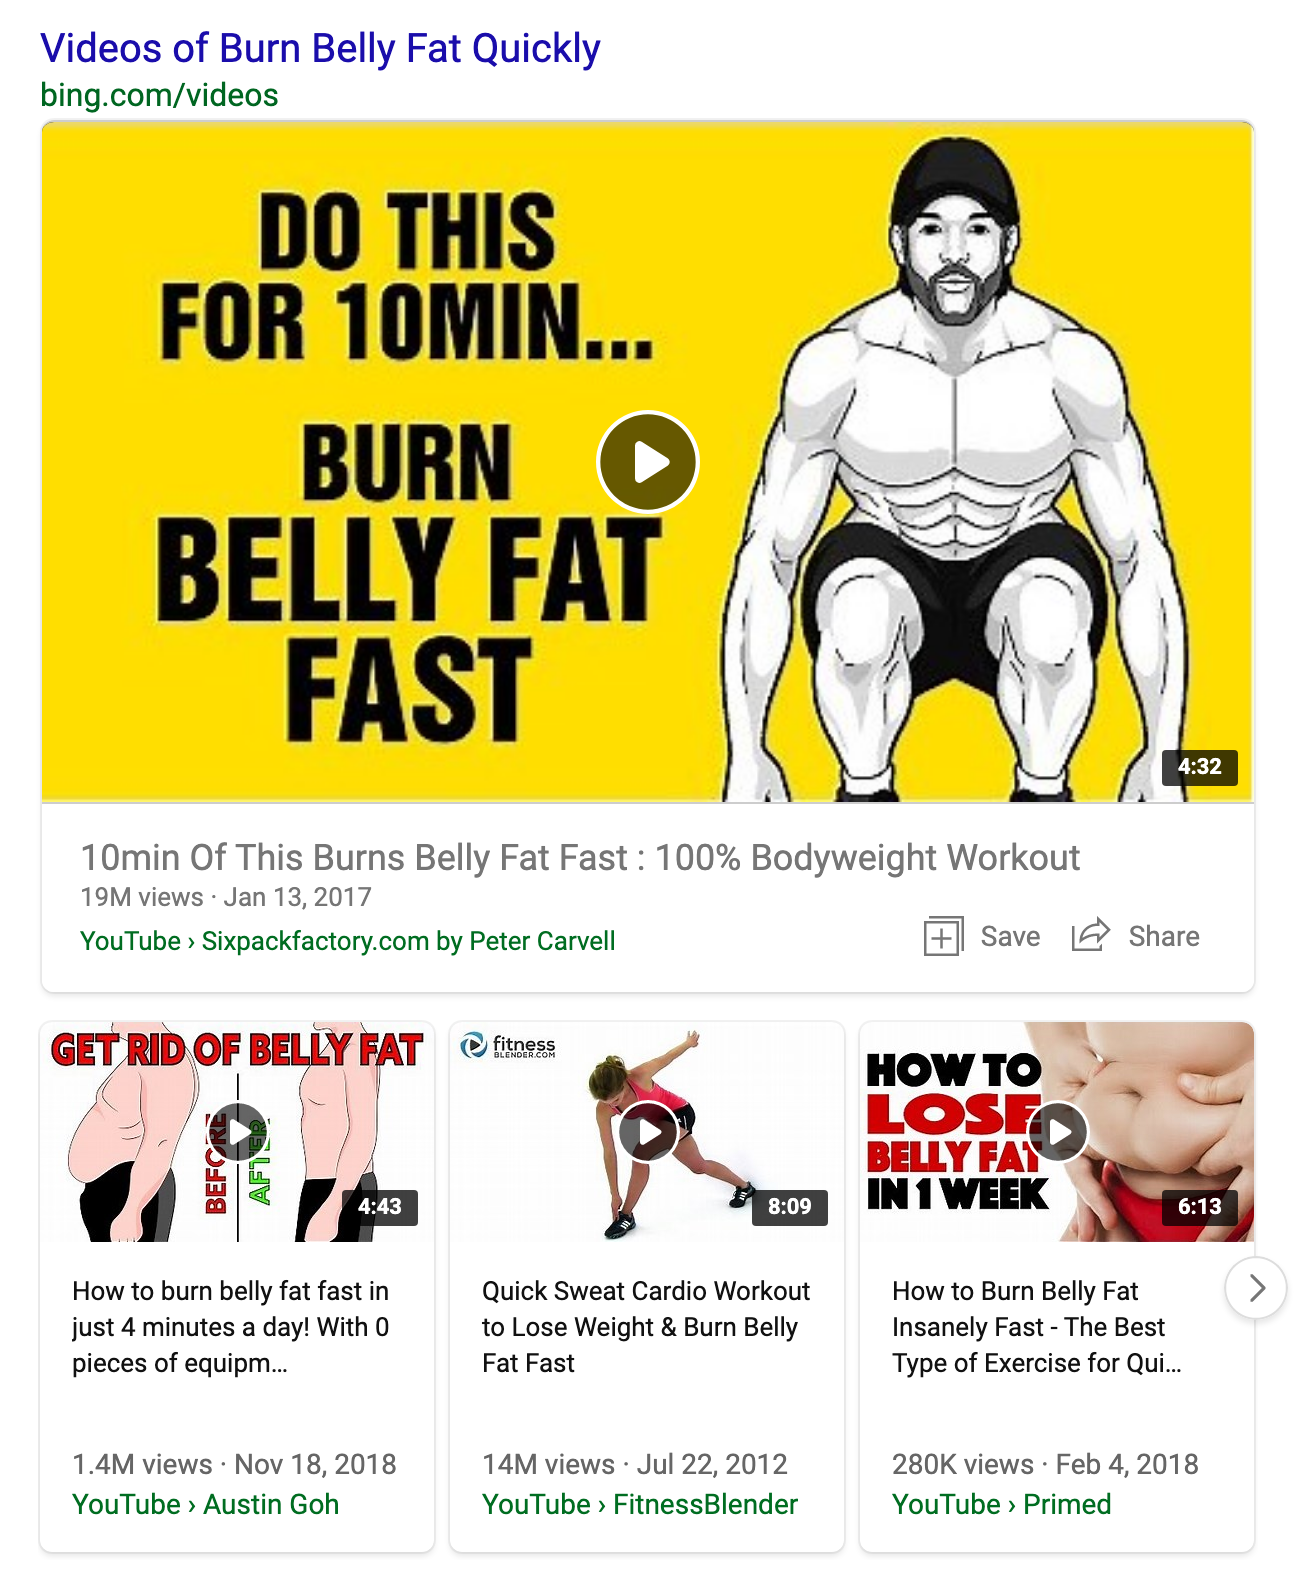 Videos of Burn Belly Fat Quickly
bing.com/videos
DO THIS
FOR 10MIN...
BURN
BELLY FAT
FAST
4:32
10min Of This Burns Belly Fat Fast : 100% Bodyweight Workout
19M views · Jan 13, 2017
YouTube › Sixpackfactory.com by Peter Carvell
Save
Share
GET RID OF BELLY FAT
BEFORE
AFTER
4:43
How to burn belly fat fast in
just 4 minutes a day! With 0
pieces of equipm...
1.4M views · Nov 18, 2018
YouTube › Austin Goh
fitness
BLENDER.COM
8:09
Quick Sweat Cardio Workout
to Lose Weight & Burn Belly
Fat Fast
14M views · Jul 22, 2012
YouTube › FitnessBlender
HOW TO
LOSE
BELLY FAT
IN 1 WEEK
6:13
How to Burn Belly Fat
Insanely Fast - The Best
Type of Exercise for Qui...
280K views · Feb 4, 2018
YouTube › Primed